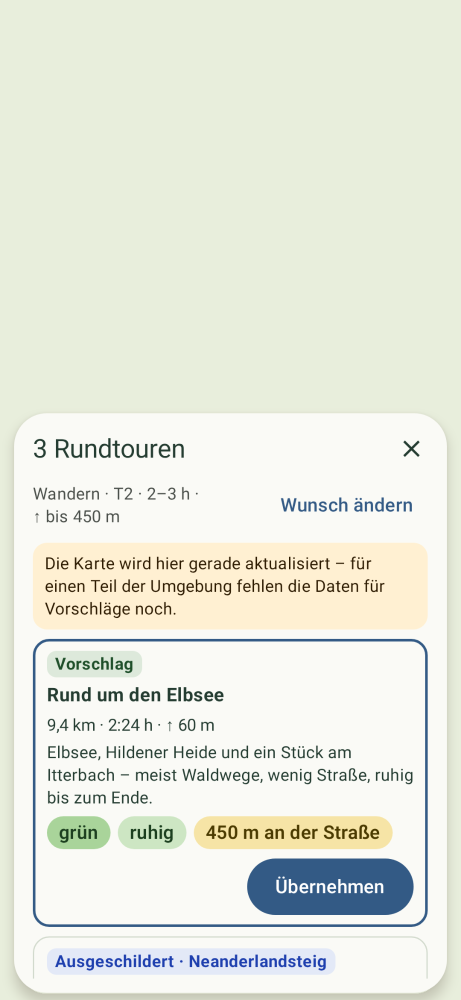 3 Rundtouren
Wandern · T2 · 2–3 h ·
↑ bis 450 m
Wunsch ändern
Die Karte wird hier gerade aktualisiert – für
einen Teil der Umgebung fehlen die Daten für
Vorschläge noch.
Vorschlag
Rund um den Elbsee
9,4 km · 2:24 h · ↑ 60 m
Elbsee, Hildener Heide und ein Stück am
Itterbach – meist Waldwege, wenig Straße, ruhig
bis zum Ende.
grün
ruhig
450 m an der Straße
Übernehmen
Ausgeschildert · Neanderlandsteig